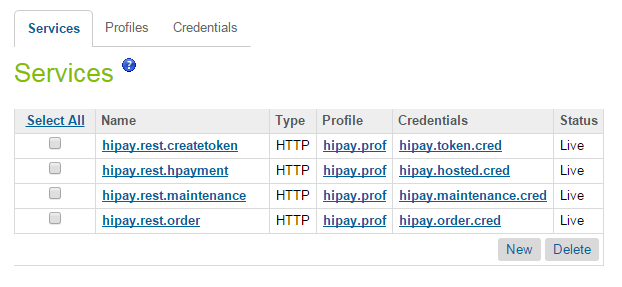 Services Profiles Credentials
Services ?
Select All Name Type Profile Credentials Status
hipay.rest.createtoken HTTP hipay.prof hipay.token.cred Live
hipay.rest.hpayment HTTP hipay.prof hipay.hosted.cred Live
hipay.rest.maintenance HTTP hipay.prof hipay.maintenance.cred Live
hipay.rest.order HTTP hipay.prof hipay.order.cred Live
New Delete